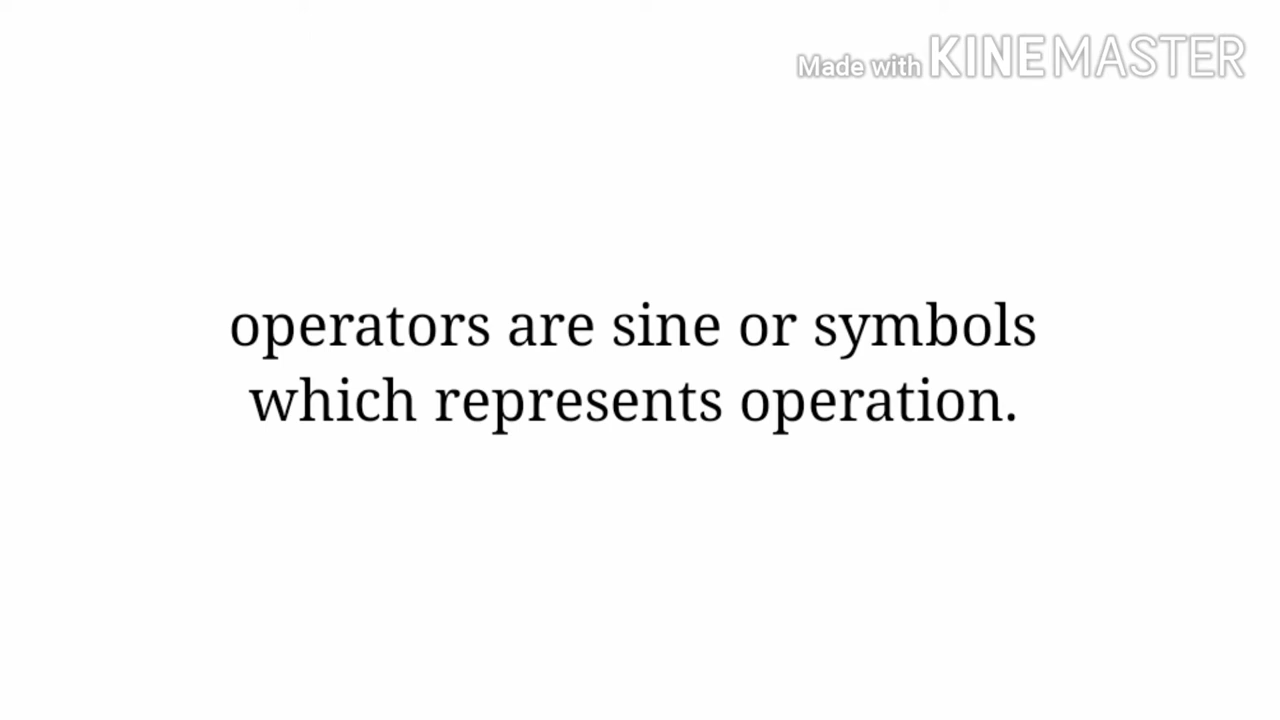 Made with KINEMASTER
operators are sine or symbols
which represents operation.